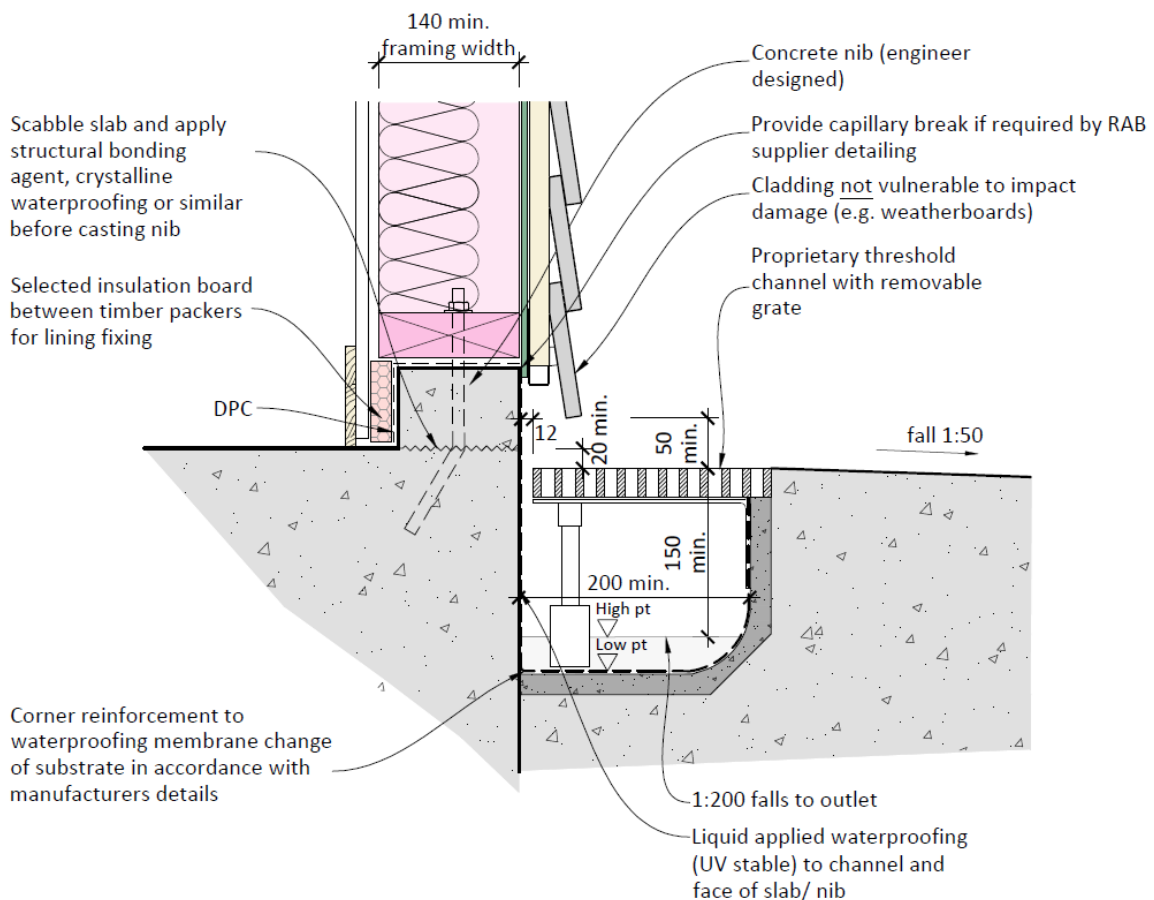 140 min.
framing width
Concrete nib (engineer
designed)
Scabble slab and apply
structural bonding
agent, crystalline
waterproofing or similar
before casting nib
Provide capillary break if required by RAB
supplier detailing
Cladding not vulnerable to impact
damage (e.g. weatherboards)
Proprietary threshold
channel with removable
grate
Selected insulation board
between timber packers
for lining fixing
DPC
12
20 min.
50
min.
fall 1:50
150
min.
200 min.
High pt
Low pt
Corner reinforcement to
waterproofing membrane change
of substrate in accordance with
manufacturers details
1:200 falls to outlet
Liquid applied waterproofing
(UV stable) to channel and
face of slab/ nib